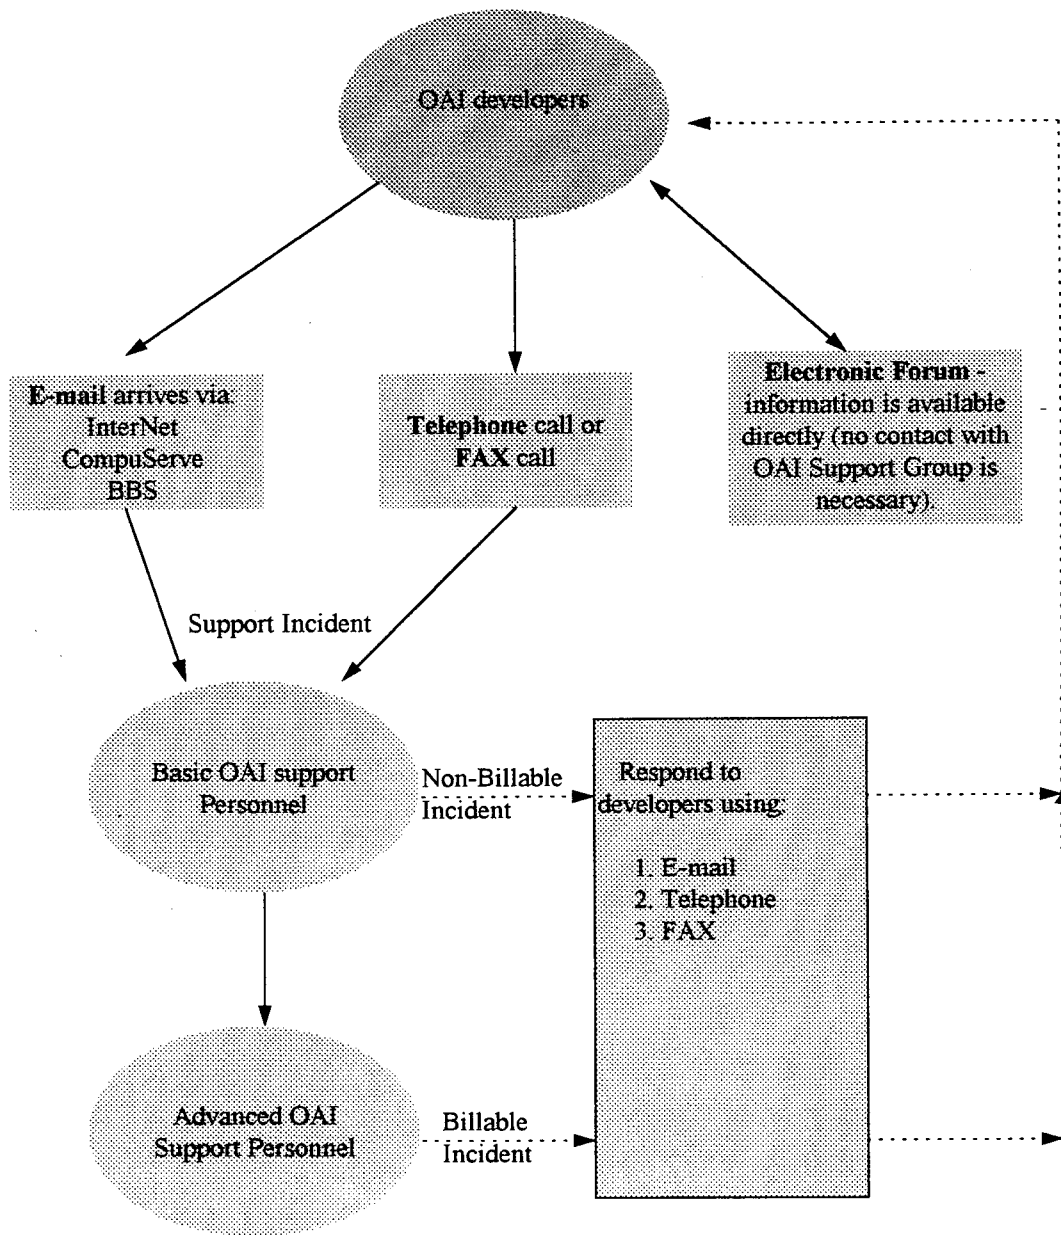 OAI developers
E-mail arrives via:
InterNet
CompuServe
BBS
Telephone call or
FAX call
Electronic Forum -
information is available
directly (no contact with
OAI Support Group is
necessary).
Support Incident
Basic OAI support
Personnel
Non-Billable
Incident
Respond to
developers using:
1. E-mail
2. Telephone
3. FAX
Advanced OAI
Support Personnel
Billable
Incident